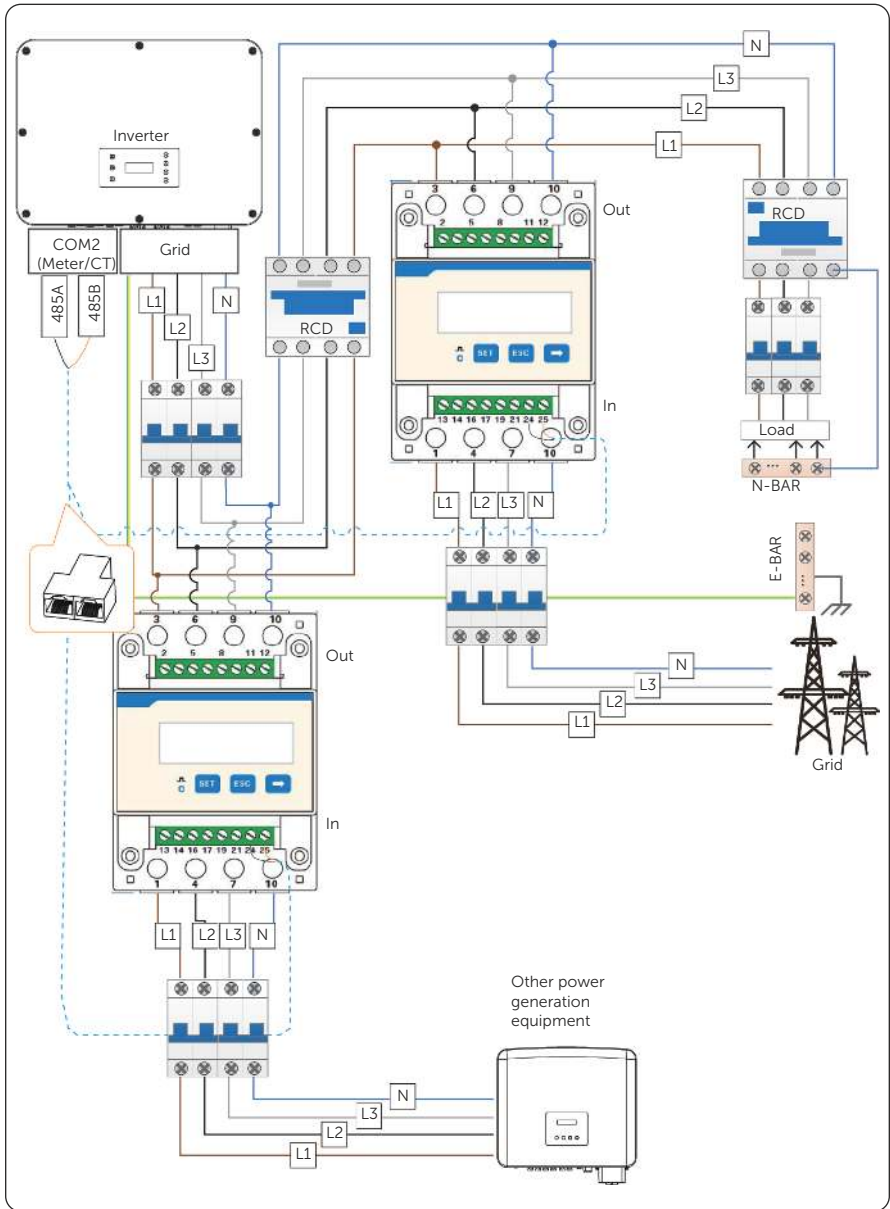 N
L3
L2
L1
Inverter
COM2
(Meter/CT)
Grid
485A
485B
L1
L2
L3
N
RCD
3 6 9 10
2 5 8 11 12
Out
SET ESC
In
13 14 16 17 19 21 24 25
1 4 7 10
L1 L2 L3 N
RCD
Load
N-BAR
E-BAR
N
L3
L2
L1
Grid
3 6 9 10
2 5 8 11 12
Out
SET ESC
In
13 14 16 17 19 21 24 25
1 4 7 10
L1 L2 L3 N
Other power
generation
equipment
N
L3
L2
L1